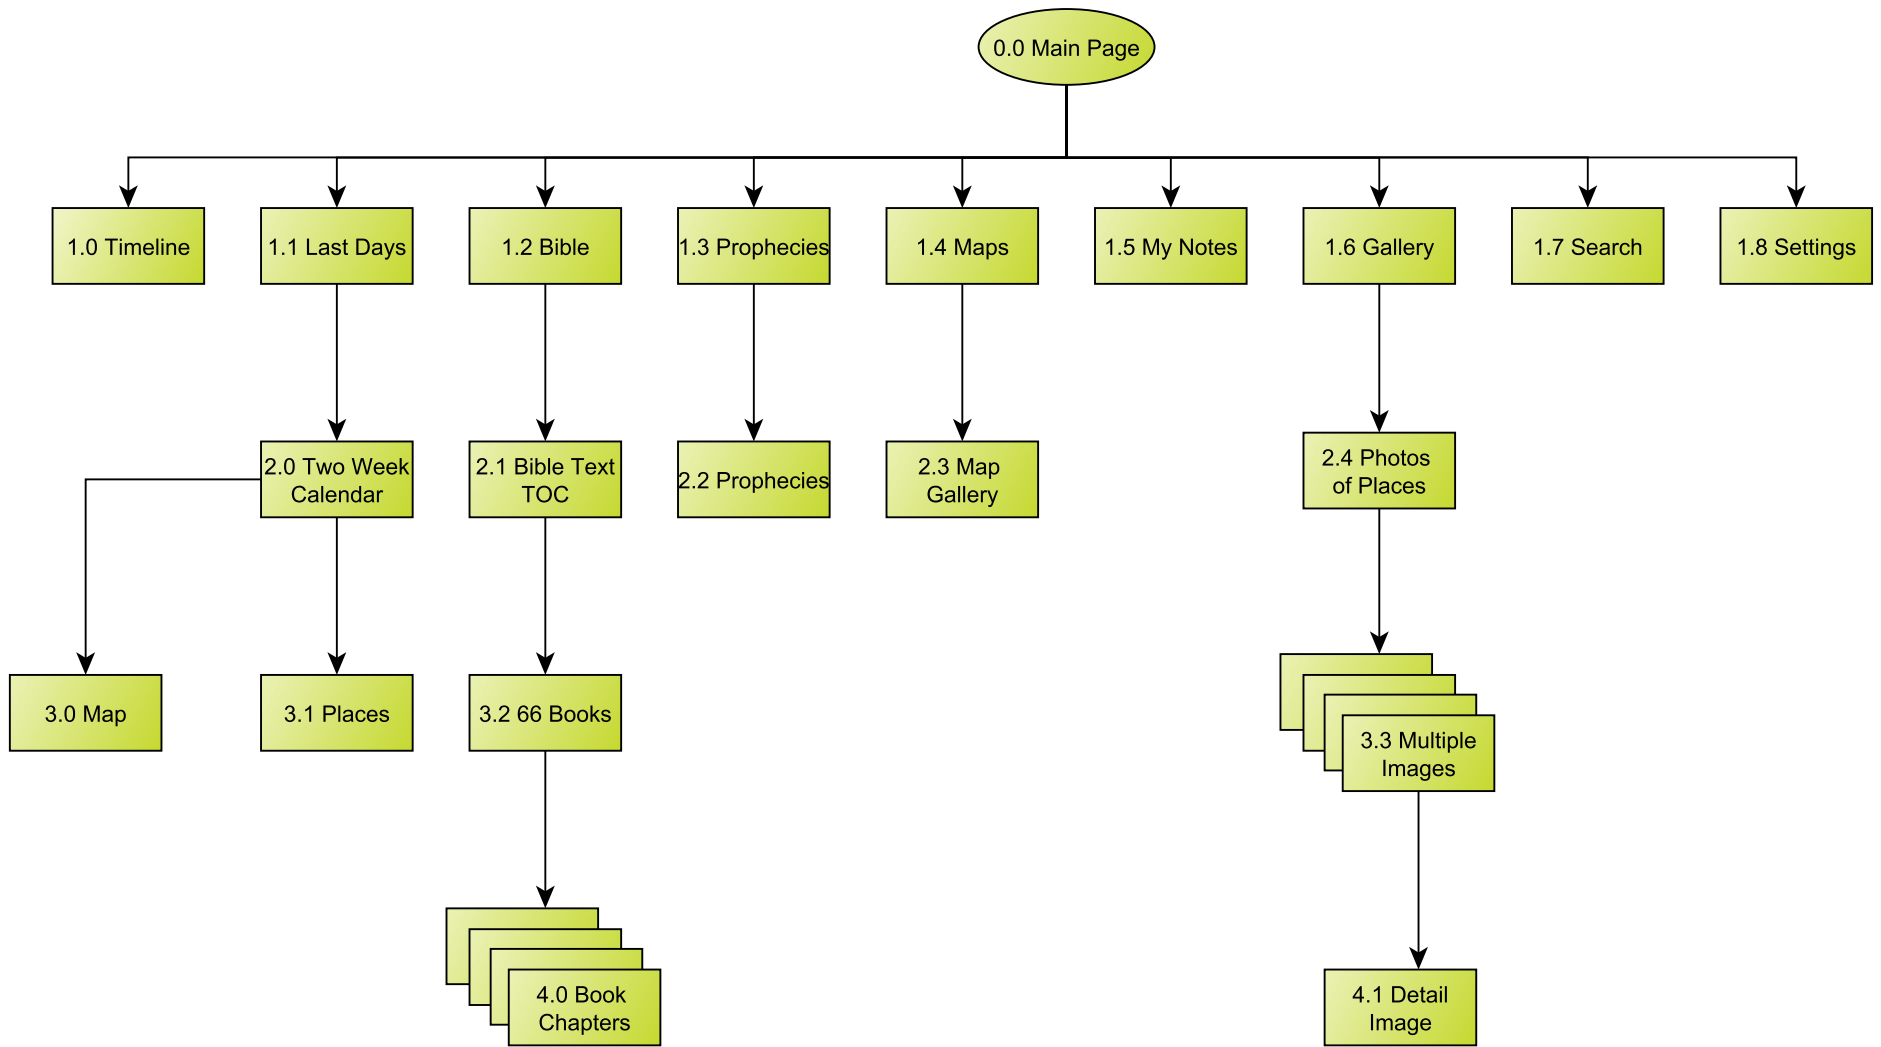 0.0 Main Page
1.0 Timeline
1.1 Last Days
1.2 Bible
1.3 Prophecies
1.4 Maps
1.5 My Notes
1.6 Gallery
1.7 Search
1.8 Settings
2.0 Two Week
Calendar
2.1 Bible Text
TOC
2.2 Prophecies
2.3 Map
Gallery
2.4 Photos
of Places
3.0 Map
3.1 Places
3.2 66 Books
3.3 Multiple
Images
4.0 Book
Chapters
4.1 Detail
Image